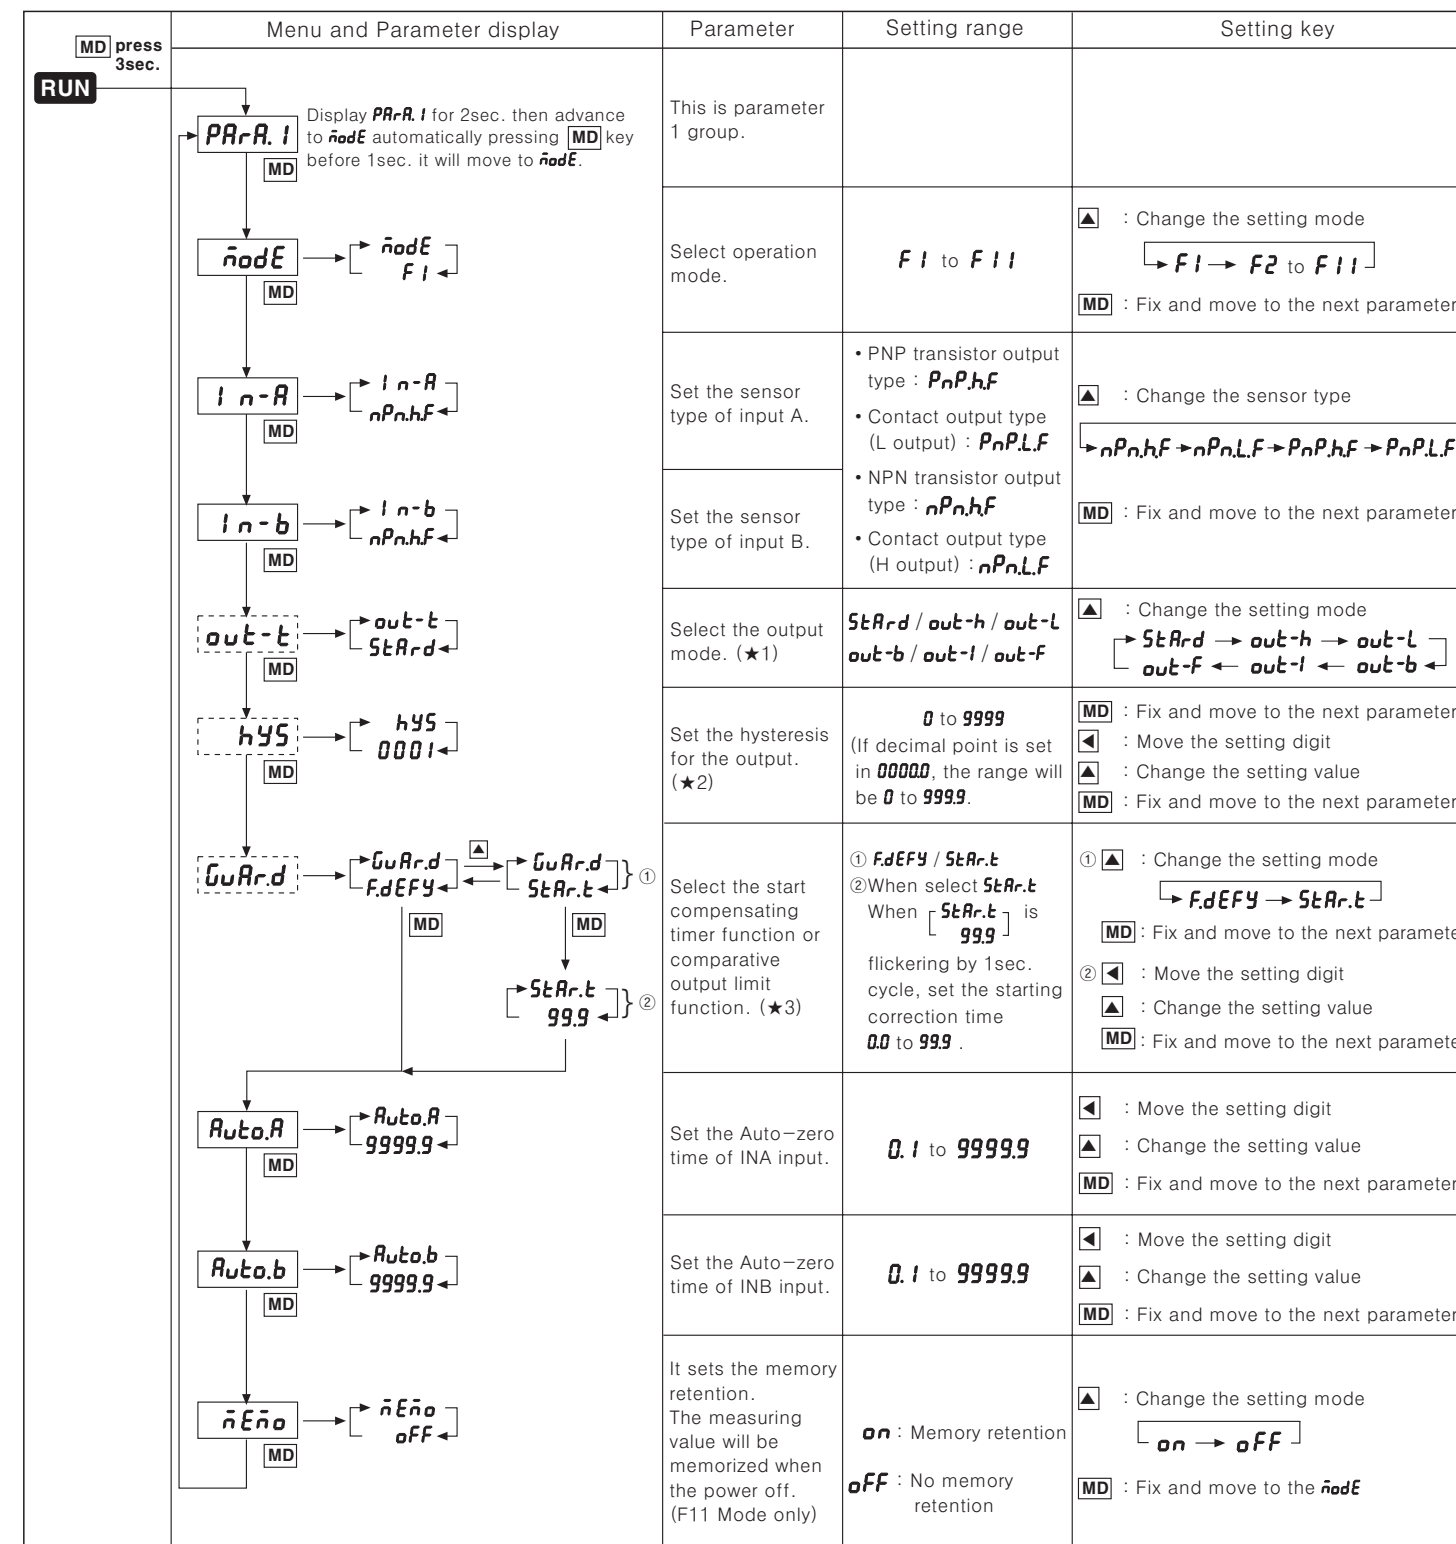 Menu and Parameter display
Parameter
Setting range
Setting key
MD press
3sec.
RUN
PArA.1
MD
Display PArA.1 for 2sec. then advance
to modE automatically pressing MD key
before 1sec. it will move to modE.
This is parameter
1 group.
modE
MD
modE
F1
Select operation
mode.
F1 to F11
▲ : Change the setting mode
F1 → F2 to F11
MD : Fix and move to the next parameter
In-A
MD
In-A
nPn.h.F
Set the sensor
type of input A.
• PNP transistor output
type : PnP.h.F
• Contact output type
(L output) : PnP.L.F
• NPN transistor output
type : nPn.h.F
• Contact output type
(H output) : nPn.L.F
▲ : Change the sensor type
nPn.h.F → nPn.L.F → PnP.h.F → PnP.L.F
MD : Fix and move to the next parameter
In-b
MD
In-b
nPn.h.F
Set the sensor
type of input B.
out-t
MD
out-t
StArd
Select the output
mode. (★1)
StArd / out-h / out-L
out-b / out-I / out-F
▲ : Change the setting mode
StArd → out-h → out-L
out-F ← out-I ← out-b
MD : Fix and move to the next parameter
hYS
MD
hYS
0001
Set the hysteresis
for the output.
(★2)
0 to 9999
(If decimal point is set
in 0000.0, the range will
be 0 to 999.9.
◀ : Move the setting digit
▲ : Change the setting value
MD : Fix and move to the next parameter
GuAr.d
GuAr.d
F.dEFY
MD
▲
GuAr.d
StAr.t
①
MD
StAr.t
99.9
②
Select the start
compensating
timer function or
comparative
output limit
function. (★3)
① F.dEFY / StAr.t
②When select StAr.t
When StAr.t is
99.9
flickering by 1sec.
cycle, set the starting
correction time
0.0 to 99.9 .
① ▲ : Change the setting mode
F.dEFY → StAr.t
MD : Fix and move to the next paramete
② ◀ : Move the setting digit
▲ : Change the setting value
MD : Fix and move to the next paramete
Auto.A
MD
Auto.A
9999.9
Set the Auto-zero
time of INA input.
0.1 to 9999.9
◀ : Move the setting digit
▲ : Change the setting value
MD : Fix and move to the next parameter
Auto.b
MD
Auto.b
9999.9
Set the Auto-zero
time of INB input.
0.1 to 9999.9
◀ : Move the setting digit
▲ : Change the setting value
MD : Fix and move to the next parameter
mEmo
MD
mEmo
oFF
It sets the memory
retention.
The measuring
value will be
memorized when
the power off.
(F11 Mode only)
on : Memory retention
oFF : No memory
retention
▲ : Change the setting mode
on → oFF
MD : Fix and move to the modE